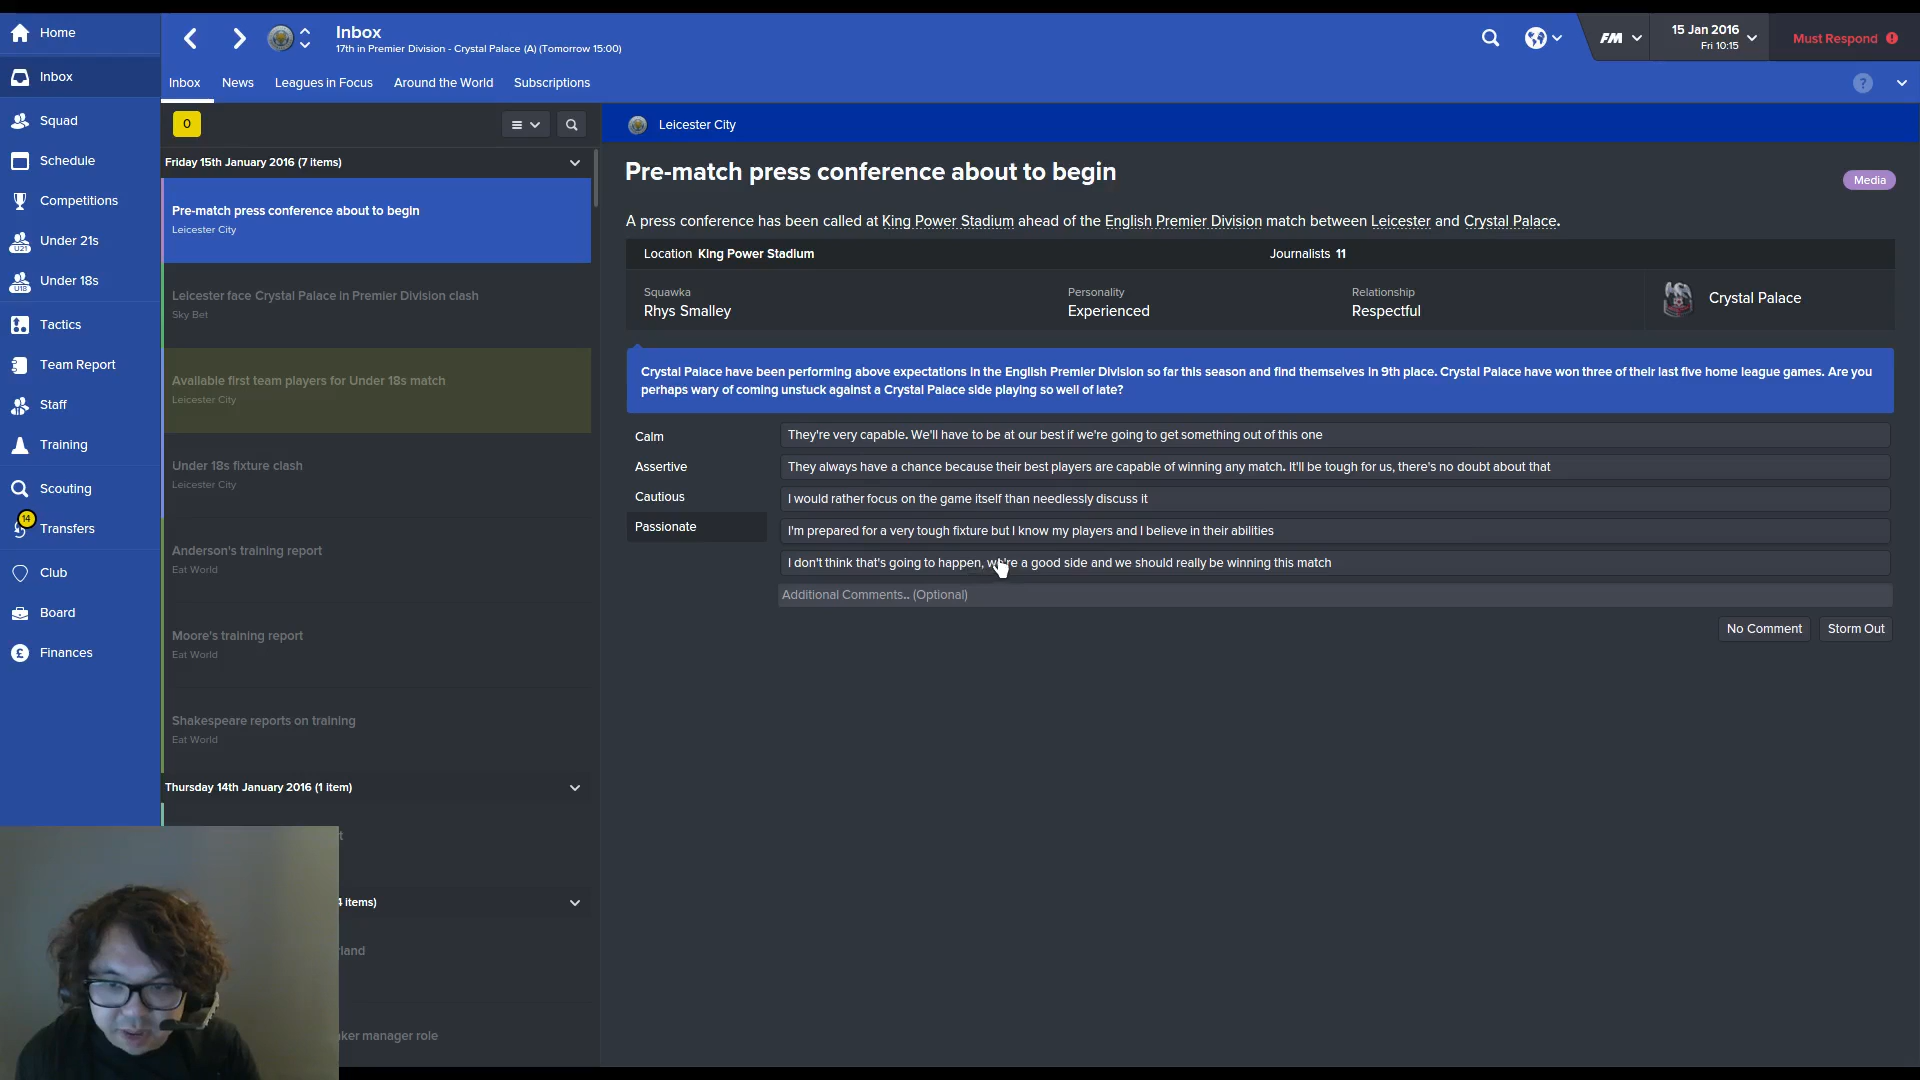 Home
Inbox
Squad
Schedule
Competitions
U21
Under 21s
U18
Under 18s
Tactics
Team Report
Staff
Training
Scouting
14
Transfers
Club
Board
Finances
Inbox
17th in Premier Division - Crystal Palace (A) (Tomorrow 15:00)
FM
15 Jan 2016
Fri 10:15
Must Respond
Inbox News Leagues in Focus Around the World Subscriptions
?
0
Friday 15th January 2016 (7 items)
Pre-match press conference about to begin
Leicester City
Leicester face Crystal Palace in Premier Division clash
Sky Bet
Available first team players for Under 18s match
Leicester City
Under 18s fixture clash
Leicester City
Anderson's training report
Eat World
Moore's training report
Eat World
Shakespeare reports on training
Eat World
Thursday 14th January 2016 (1 item)
4 items)
ker manager role
Leicester City
Pre-match press conference about to begin
Media
A press conference has been called at King Power Stadium ahead of the English Premier Division match between Leicester and Crystal Palace.
Location King Power Stadium
Journalists 11
Squawka
Rhys Smalley
Personality
Experienced
Relationship
Respectful
Crystal Palace
Crystal Palace have been performing above expectations in the English Premier Division so far this season and find themselves in 9th place. Crystal Palace have won three of their last five home league games. Are you
perhaps wary of coming unstuck against a Crystal Palace side playing so well of late?
Calm
Assertive
Cautious
Passionate
They're very capable. We'll have to be at our best if we're going to get something out of this one
They always have a chance because their best players are capable of winning any match. It'll be tough for us, there's no doubt about that
I would rather focus on the game itself than needlessly discuss it
I'm prepared for a very tough fixture but I know my players and I believe in their abilities
I don't think that's going to happen, we're a good side and we should really be winning this match
Additional Comments.. (Optional)
No Comment
Storm Out